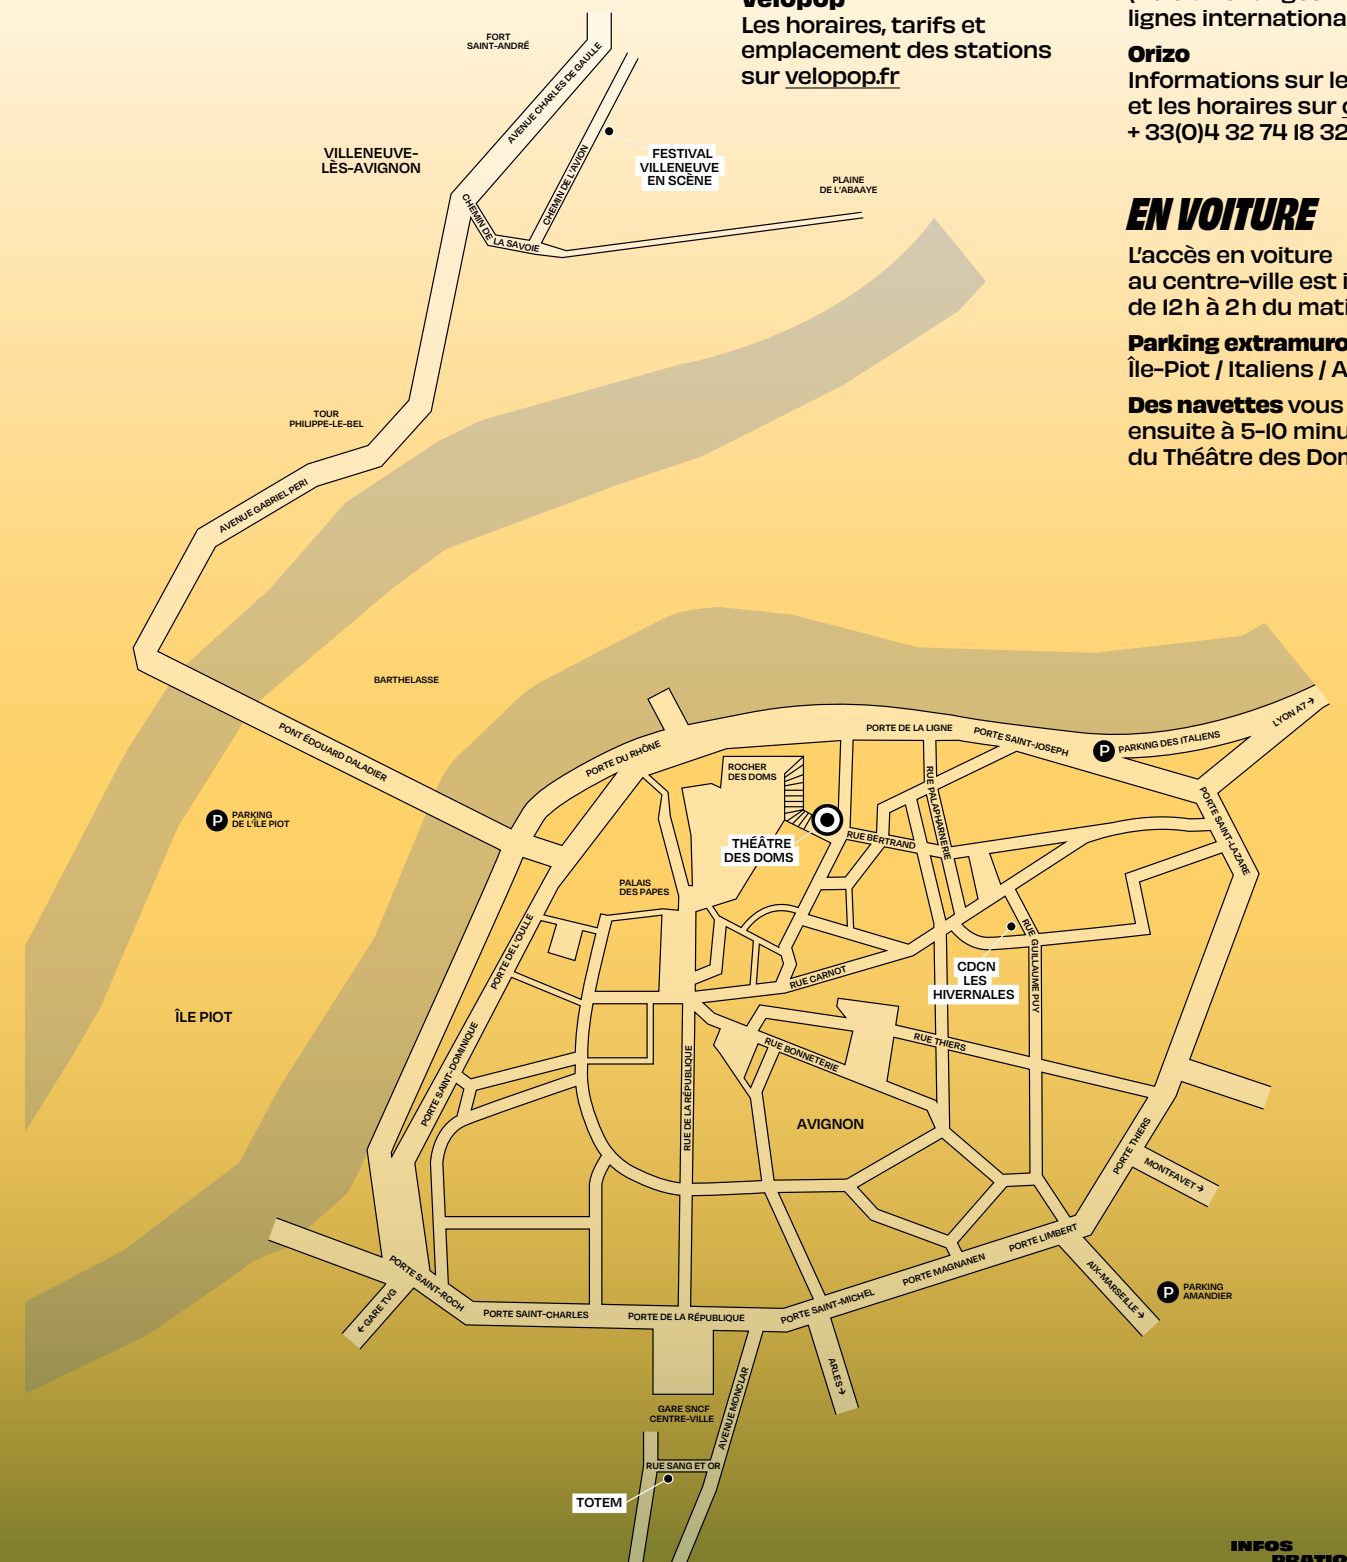 Vélopop
Les horaires, tarifs et
emplacement des stations
sur velopop.fr
lignes internationa
Orizo
Informations sur le
et les horaires sur
+ 33(0)4 32 74 18 32
EN VOITURE
L'accès en voiture
au centre-ville est i
de 12h à 2h du mati
Parking extramuro
Île-Piot / Italiens / A
Des navettes vous
ensuite à 5-10 minu
du Théâtre des Dom
FORT
SAINT-ANDRÉ
AVENUE CHARLES DE GAULLE
VILLENEUVE-
LÈS-AVIGNON
CHEMIN DE L'AVION
FESTIVAL
VILLENEUVE
EN SCÈNE
PLAINE
DE L'ABAAYE
CHEMIN DE LA SAVOIE
TOUR
PHILIPPE-LE-BEL
AVENUE GABRIEL PERI
BARTHELASSE
PONT ÉDOUARD DALADIER
PORTE DU RHÔNE
PORTE DE LA LIGNE
PORTE SAINT-JOSEPH
P PARKING DES ITALIENS
LYON A7 →
ROCHER
DES DOMS
RUE PALAPHARNERIE
PORTE SAINT-LAZARE
P PARKING
DE L'ÎLE PIOT
THÉÂTRE
DES DOMS
RUE BERTRAND
PALAIS
DES PAPES
PORTE DE L'OULLE
RUE GUILLAUME PUY
CDCN
LES
HIVERNALES
RUE CARNOT
ÎLE PIOT
PORTE SAINT-DOMINIQUE
RUE DE LA RÉPUBLIQUE
RUE BONNETERIE
RUE THIERS
AVIGNON
PORTE THIERS
MONTFAVET →
PORTE LIMBERT
PORTE MAGNANEN
AIX-MARSEILLE →
P PARKING
AMANDIER
PORTE SAINT-ROCH
← GARE TVG
PORTE SAINT-CHARLES
PORTE DE LA RÉPUBLIQUE
PORTE SAINT-MICHEL
ARLES →
AVENUE MONCLAR
GARE SNCF
CENTRE-VILLE
RUE SANG ET OR
TOTEM
INFOS